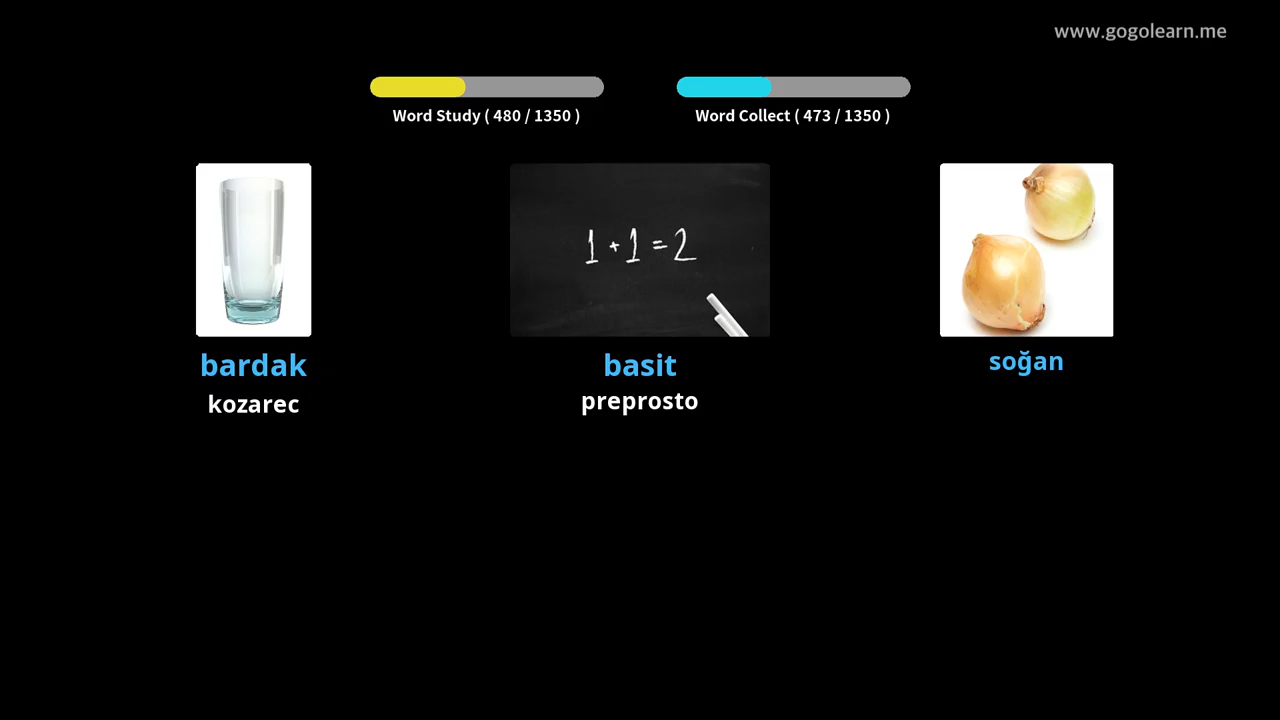 www.gogolearn.me
Word Study ( 480 / 1350 )
Word Collect ( 473 / 1350 )
1 + 1 = 2
bardak
kozarec
basit
preprosto
soğan